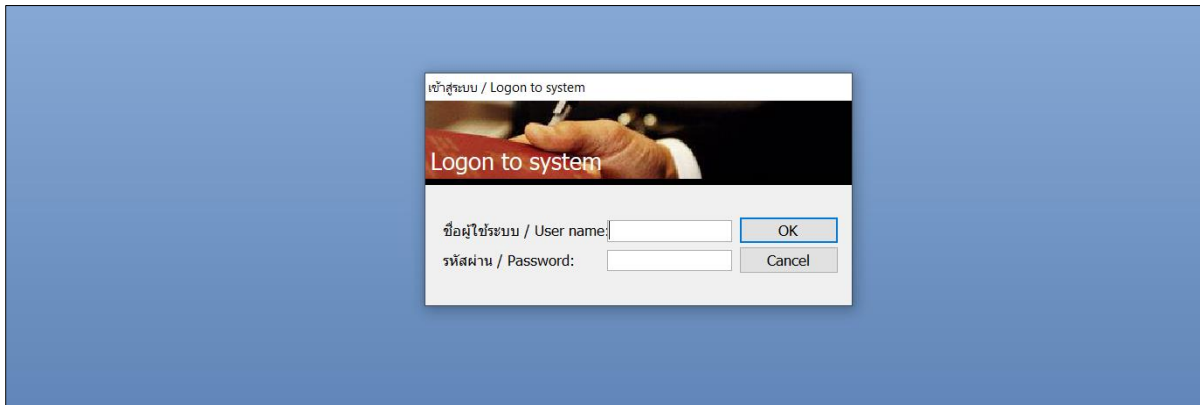 เข้าสู่ระบบ / Logon to system
Logon to system
ชื่อผู้ใช้ระบบ / User name:
OK
รหัสผ่าน / Password:
Cancel